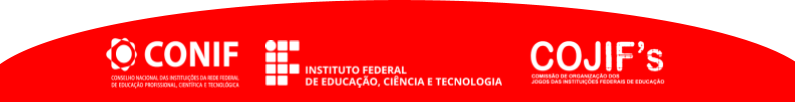 CONIF
CONSELHO NACIONAL DAS INSTITUIÇÕES DA REDE FEDERAL
DE EDUCAÇÃO PROFISSIONAL, CIENTÍFICA E TECNOLÓGICA
INSTITUTO FEDERAL
DE EDUCAÇÃO, CIÊNCIA E TECNOLOGIA
COJIF's
COMISSÃO DE ORGANIZAÇÃO DOS
JOGOS DAS INSTITUIÇÕES FEDERAIS DE EDUCAÇÃO